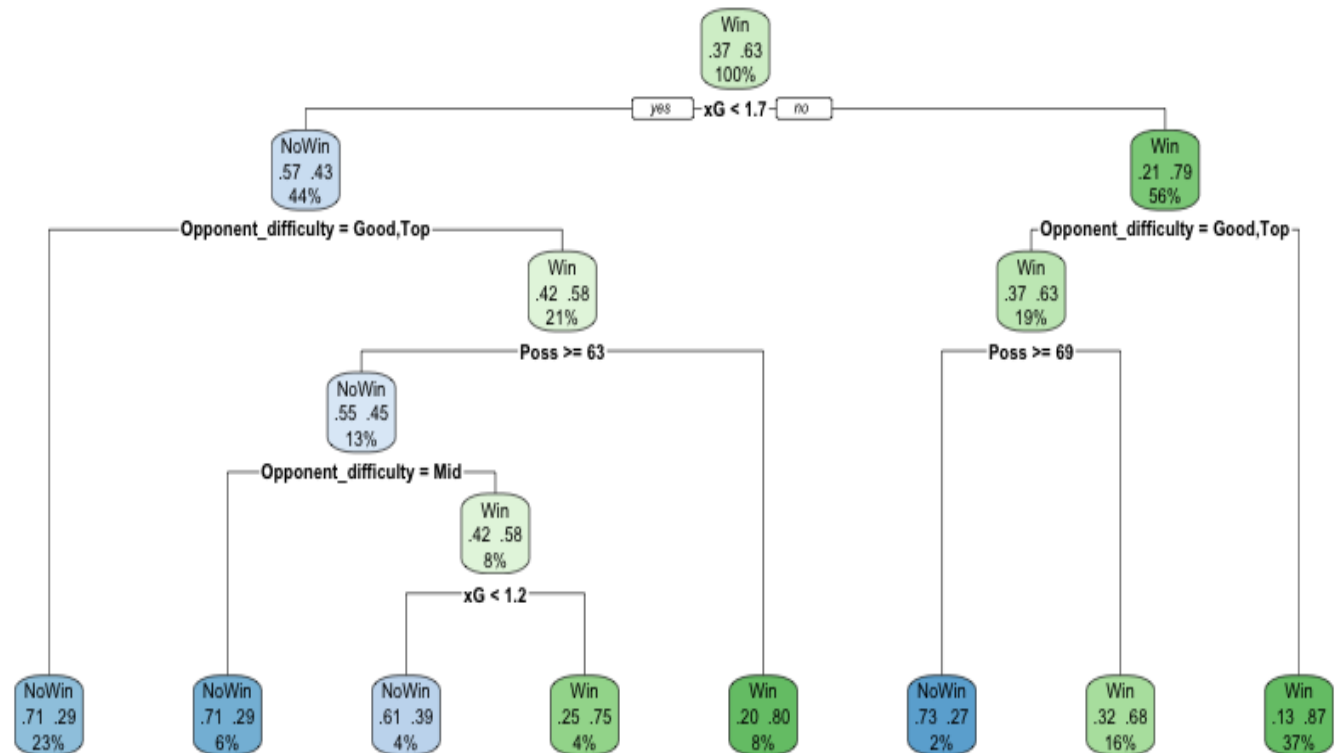 Win
.37 .63
100%
yes xG < 1.7 no
NoWin
.57 .43
44%
Win
.21 .79
56%
Opponent_difficulty = Good,Top
Opponent_difficulty = Good,Top
Win
.42 .58
21%
Win
.37 .63
19%
Poss >= 63
Poss >= 69
NoWin
.55 .45
13%
Opponent_difficulty = Mid
Win
.42 .58
8%
xG < 1.2
NoWin
.71 .29
23%
NoWin
.71 .29
6%
NoWin
.61 .39
4%
Win
.25 .75
4%
Win
.20 .80
8%
NoWin
.73 .27
2%
Win
.32 .68
16%
Win
.13 .87
37%